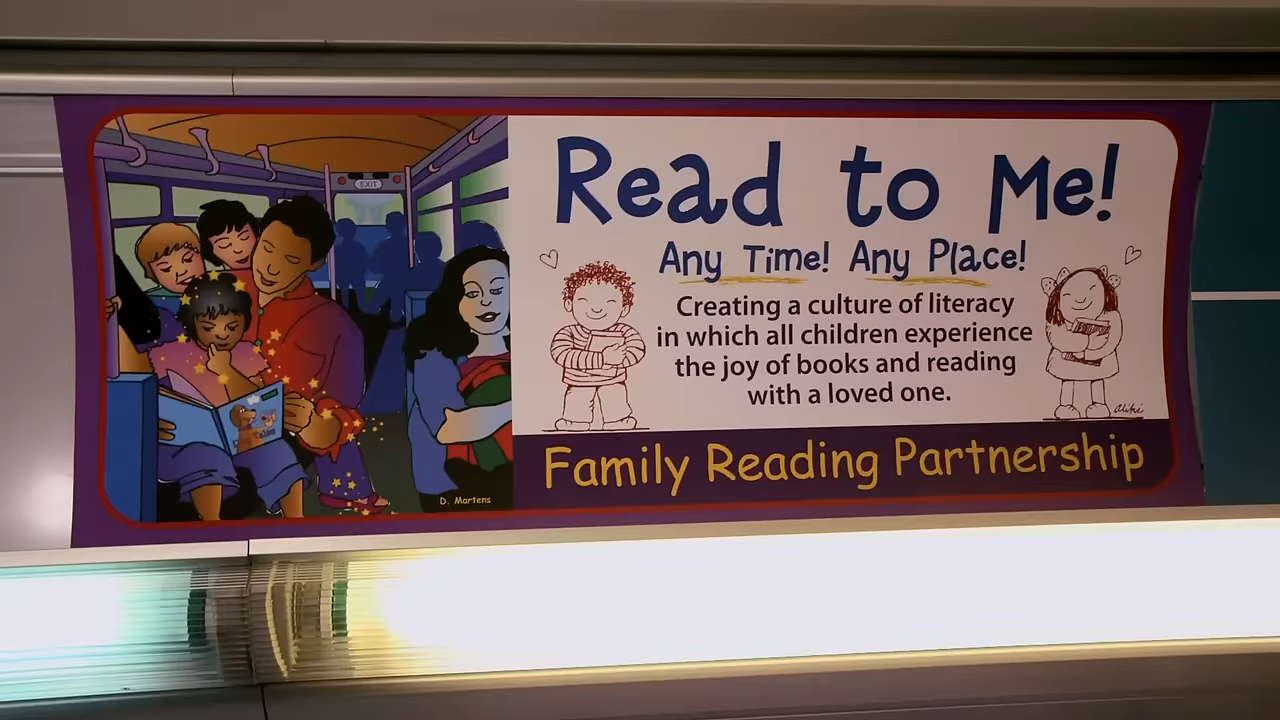 EXIT
D. Martens
Read to Me!
Any Time! Any Place!
Creating a culture of literacy
in which all children experience
the joy of books and reading
with a loved one.
Aliki
Family Reading Partnership